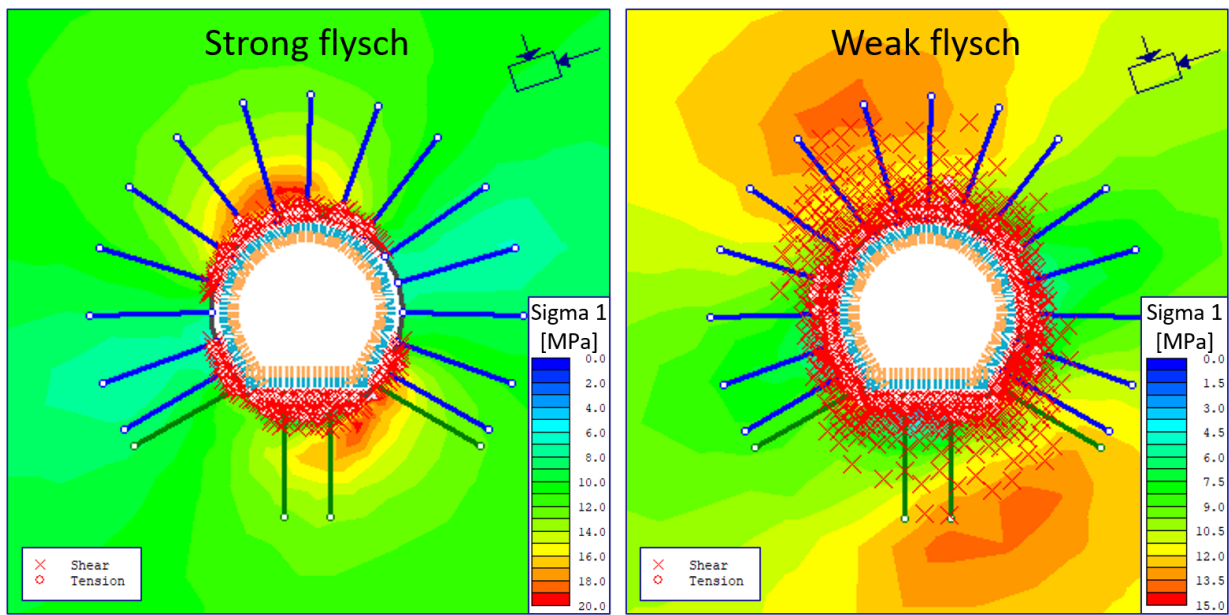 Strong flysch
Sigma 1
[MPa]
0.0
2.0
4.0
6.0
8.0
10.0
12.0
14.0
16.0
18.0
20.0
Shear
Tension
Weak flysch
Sigma 1
[MPa]
0.0
1.5
3.0
4.5
6.0
7.5
9.0
10.5
12.0
13.5
15.0
Shear
Tension